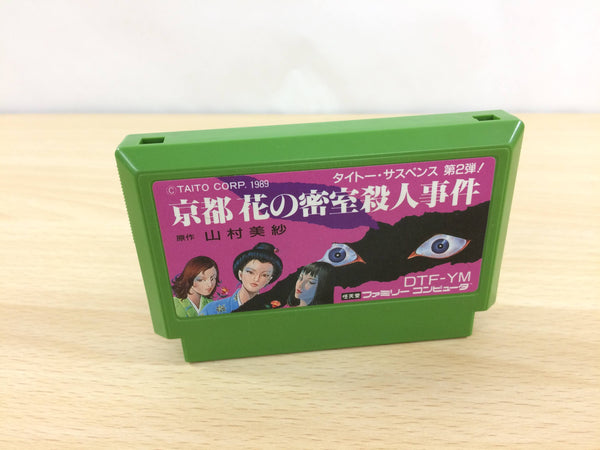 ©TAITO CORP. 1989
タイトー・サスペンス 第2弾!
京都 花の密室殺人事件
原作 山村美紗
DTF-YM
ファミリー コンピュータ